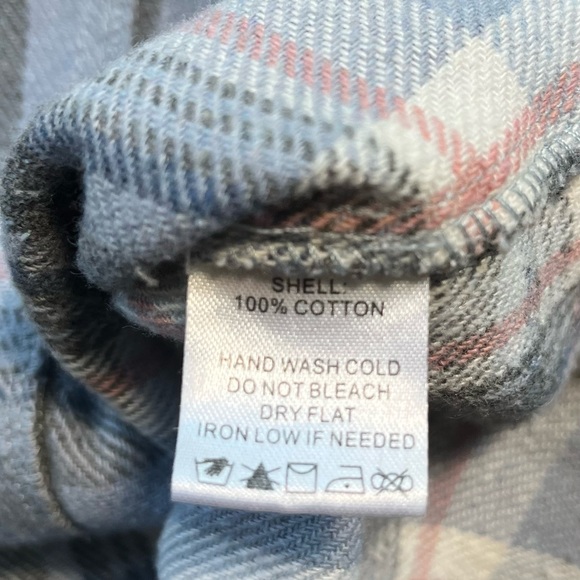 SHELL:
100% COTTON
HAND WASH COLD
DO NOT BLEACH
DRY FLAT
IRON LOW IF NEEDED